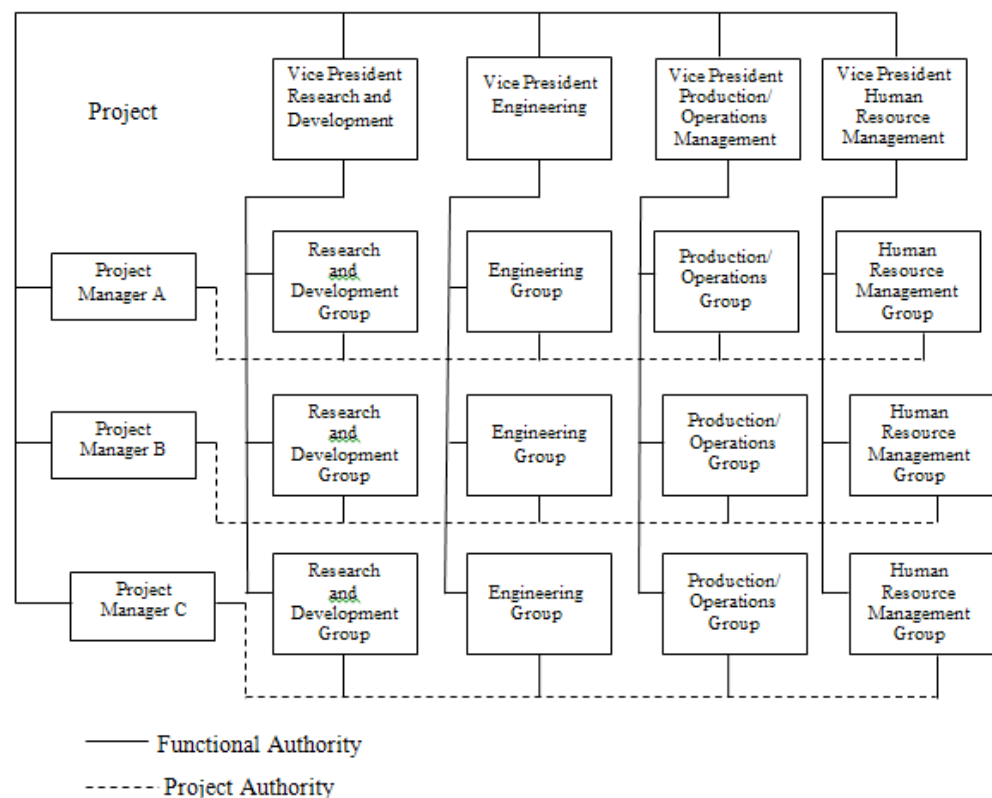 Project
Vice President
Research and
Development
Vice President
Engineering
Vice President
Production/
Operations
Management
Vice President
Human
Resource
Management
Project
Manager A
Research
and
Development
Group
Engineering
Group
Production/
Operations
Group
Human
Resource
Management
Group
Project
Manager B
Research
and
Development
Group
Engineering
Group
Production/
Operations
Group
Human
Resource
Management
Group
Project
Manager C
Research
and
Development
Group
Engineering
Group
Production/
Operations
Group
Human
Resource
Management
Group
Functional Authority
Project Authority